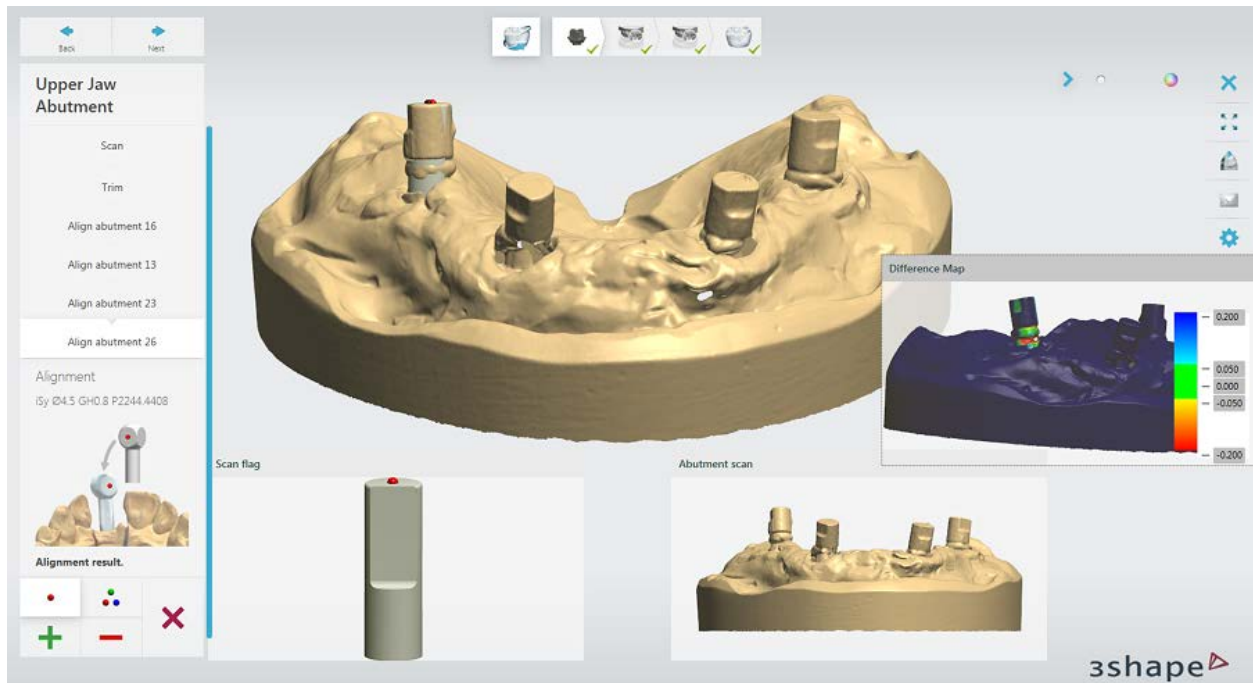 Back
Next
Upper Jaw
Abutment
Scan
Trim
Align abutment 16
Align abutment 13
Align abutment 23
Align abutment 26
Alignment
iSy Ø4.5 GH0.8 P2244.4408
Alignment result.
Difference Map
0.200
0.050
0.000
-0.050
-0.200
Scan flag
Abutment scan
3shape